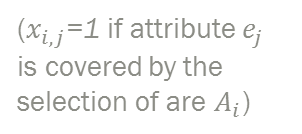 (x_{i,j}=1 if attribute e_j
is covered by the
selection of are A_i)